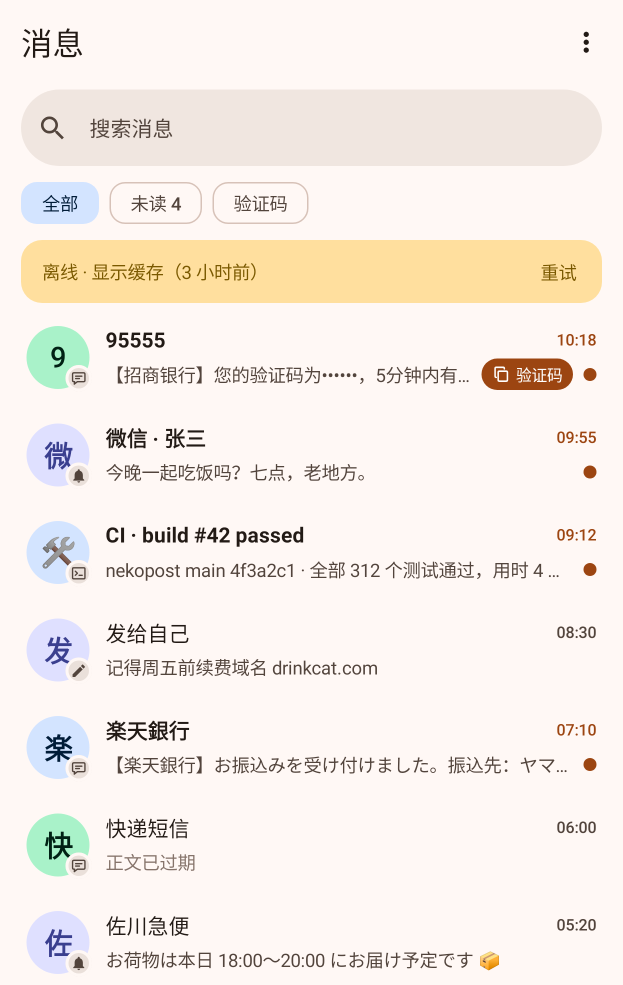 消息
搜索消息
全部 未读 4 验证码
离线 · 显示缓存（3 小时前） 重试
9 95555 10:18
【招商银行】您的验证码为••••••，5分钟内有… 验证码
微 微信 · 张三 09:55
今晚一起吃饭吗？七点，老地方。
CI · build #42 passed 09:12
nekopost main 4f3a2c1 · 全部 312 个测试通过，用时 4 …
发 发给自己 08:30
记得周五前续费域名 drinkcat.com
楽 楽天銀行 07:10
【楽天銀行】お振込みを受け付けました。振込先：ヤマ…
快 快递短信 06:00
正文已过期
佐 佐川急便 05:20
お荷物は本日 18:00〜20:00 にお届け予定です 📦